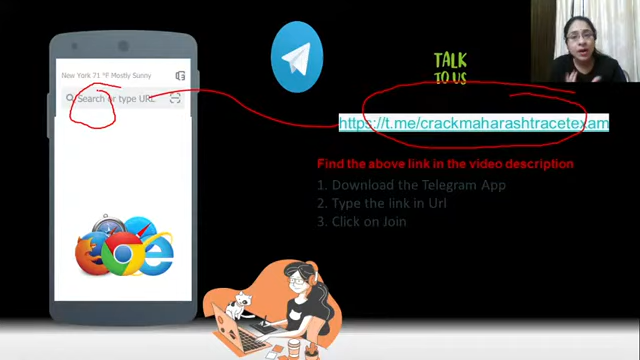 New York 71 °F Mostly Sunny
Search or type URL
TALK
TO US
https://t.me/crackmaharashtracetexam
Find the above link in the video description
1. Download the Telegram App
2. Type the link in Url
3. Click on Join